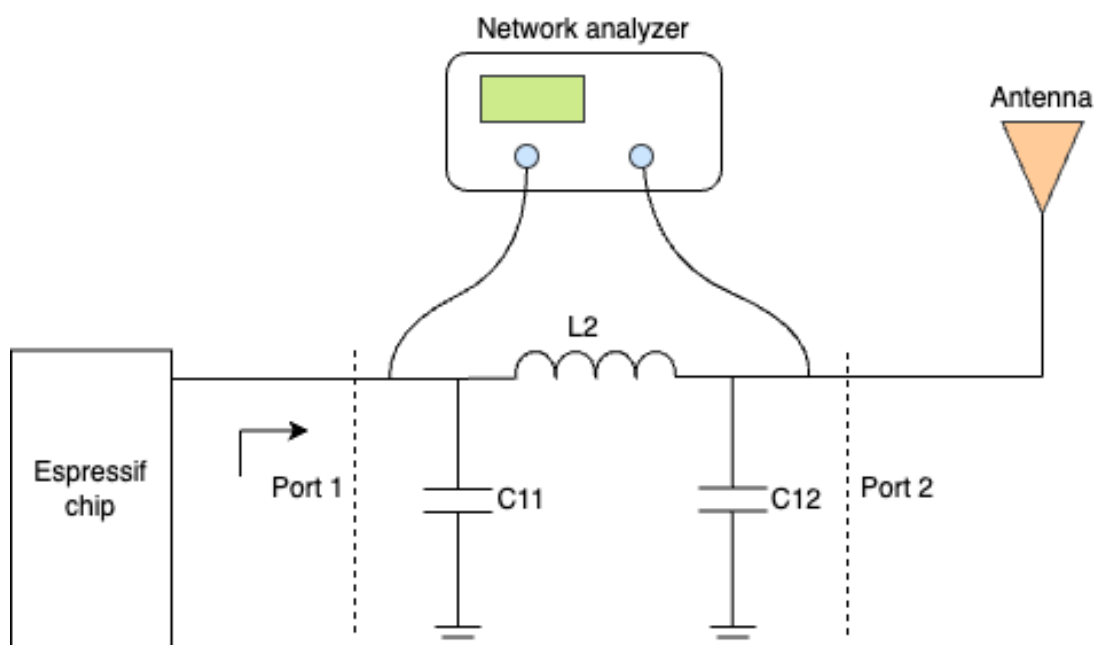 Network analyzer
Antenna
L2
Espressif
chip
Port 1
C11
C12
Port 2